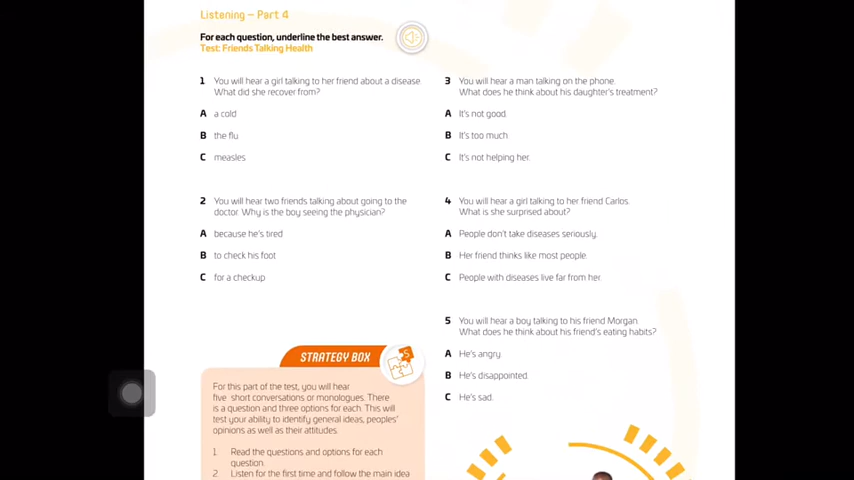 Listening – Part 4
For each question, underline the best answer.
Test: Friends Talking Health
1 You will hear a girl talking to her friend about a disease.
What did she recover from?
A a cold
B the flu
C measles
2 You will hear two friends talking about going to the
doctor. Why is the boy seeing the physician?
A because he's tired
B to check his foot
C for a checkup
STRATEGY BOX
For this part of the test, you will hear
five short conversations or monologues. There
is a question and three options for each. This will
test your ability to identify general ideas, peoples'
opinions as well as their attitudes.
1. Read the questions and options for each
question.
2. Listen for the first time and follow the main idea
3 You will hear a man talking on the phone.
What does he think about his daughter's treatment?
A It's not good.
B It's too much.
C It's not helping her.
4 You will hear a girl talking to her friend Carlos.
What is she surprised about?
A People don't take diseases seriously.
B Her friend thinks like most people.
C People with diseases live far from her.
5 You will hear a boy talking to his friend Morgan.
What does he think about his friend's eating habits?
A He's angry.
B He's disappointed.
C He's sad.